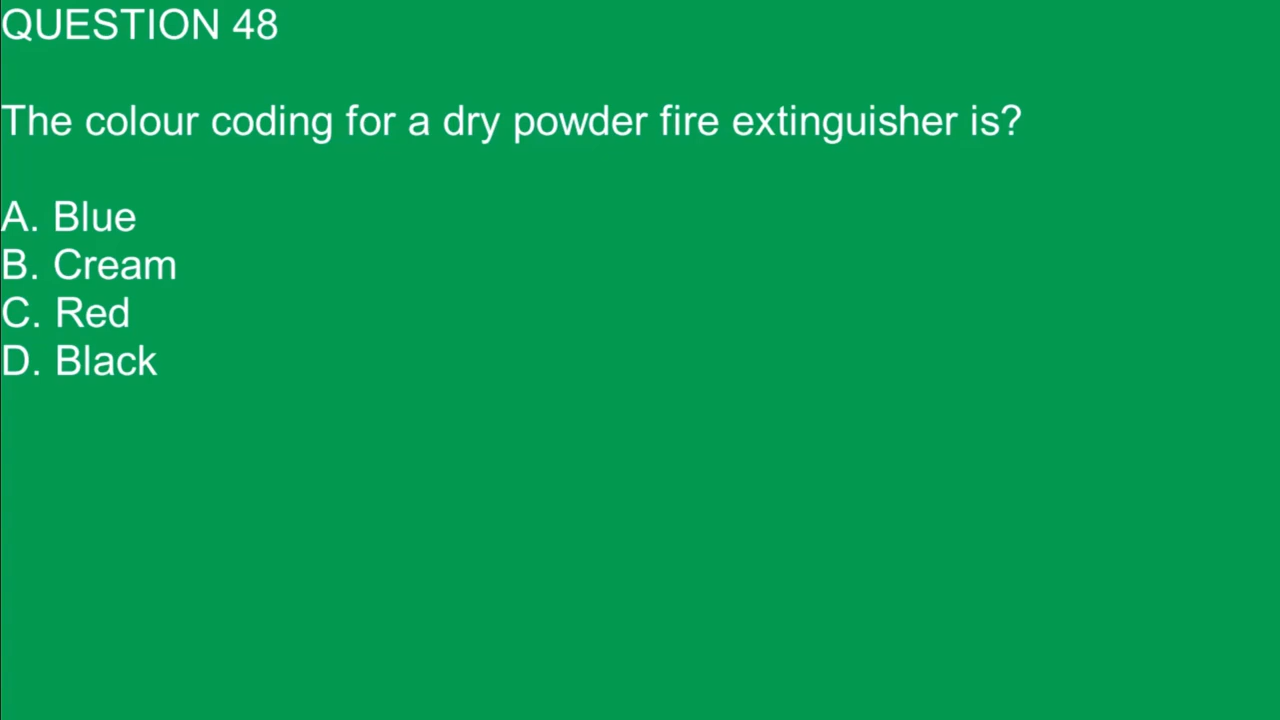 QUESTION 48
The colour coding for a dry powder fire extinguisher is?
A. Blue
B. Cream
C. Red
D. Black